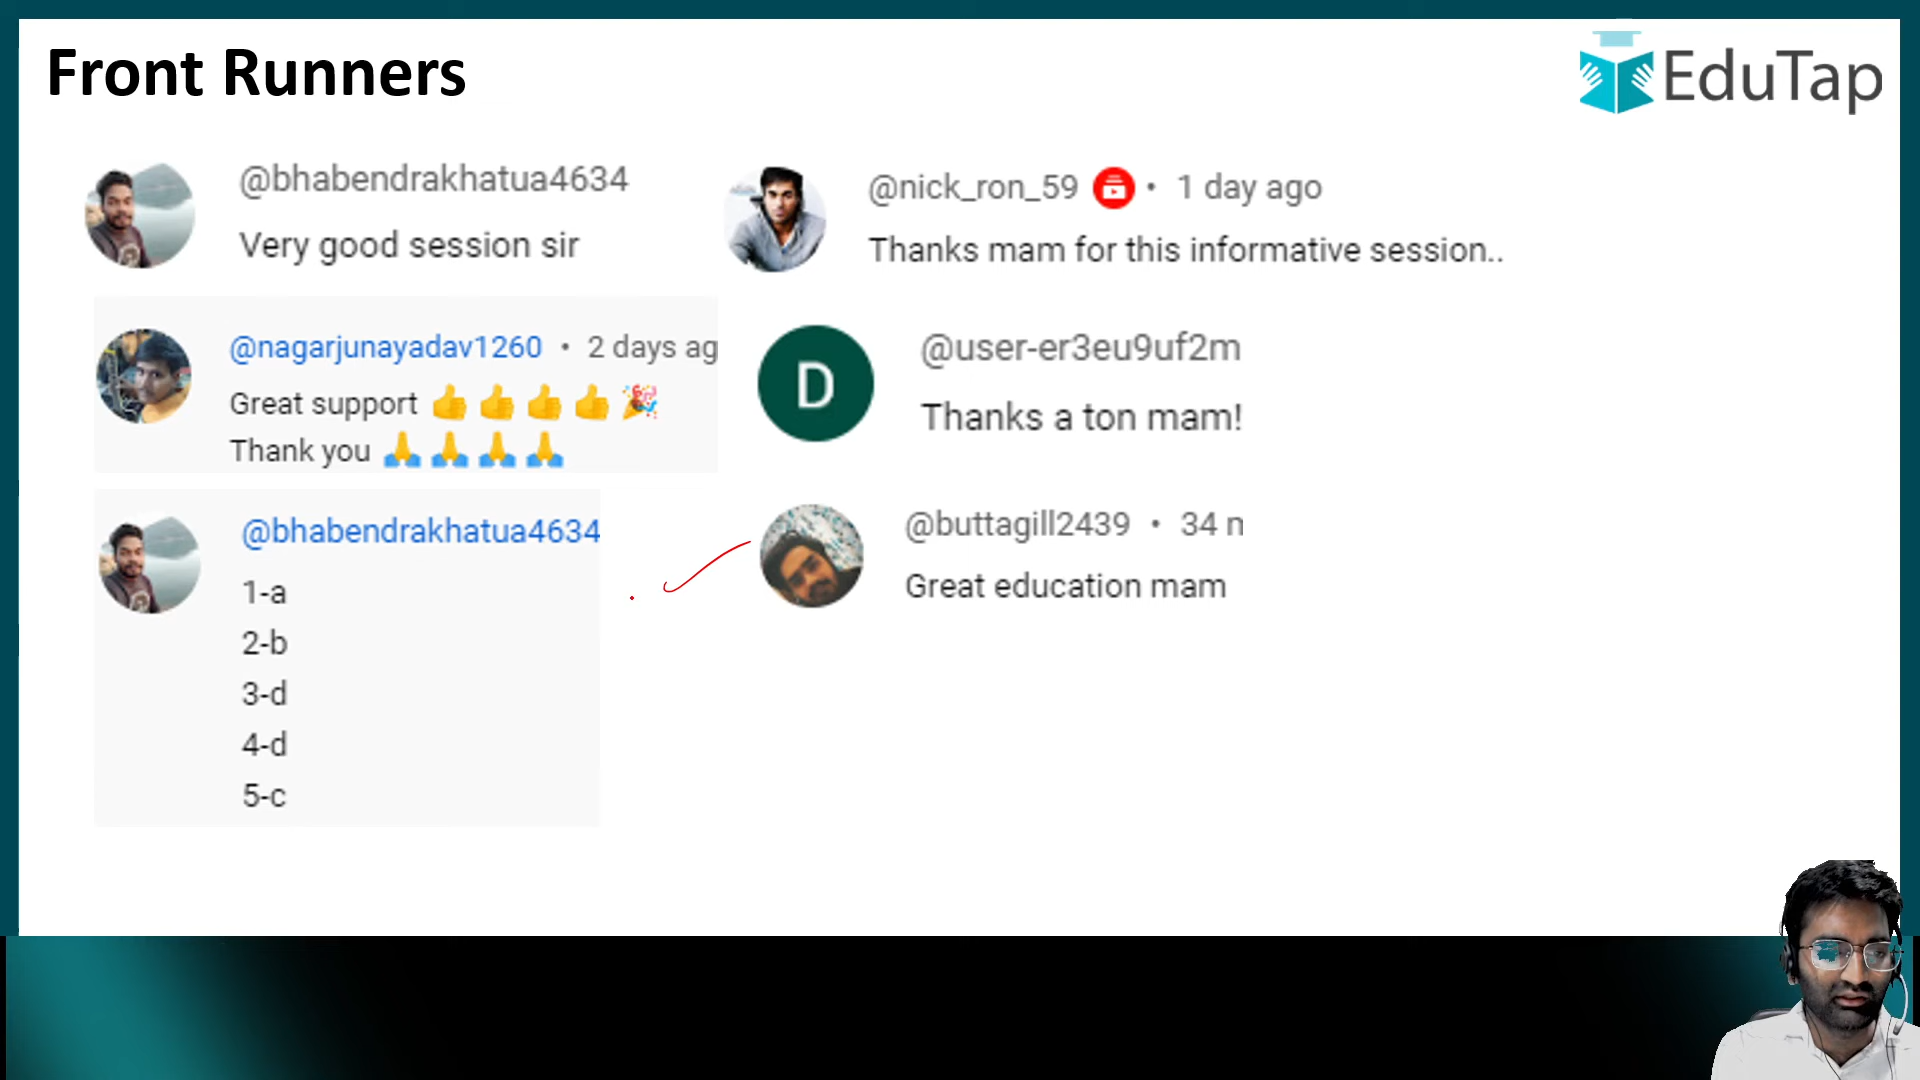 Front Runners
EduTap
@bhabendrakhatua4634
Very good session sir
@nick_ron_59 • 1 day ago
Thanks mam for this informative session..
@nagarjunayadav1260 • 2 days ag
Great support 👍👍👍👍🎉
Thank you 🙏🙏🙏🙏
D
@user-er3eu9uf2m
Thanks a ton mam!
@bhabendrakhatua4634
1-a
2-b
3-d
4-d
5-c
@buttagill2439 • 34 n
Great education mam